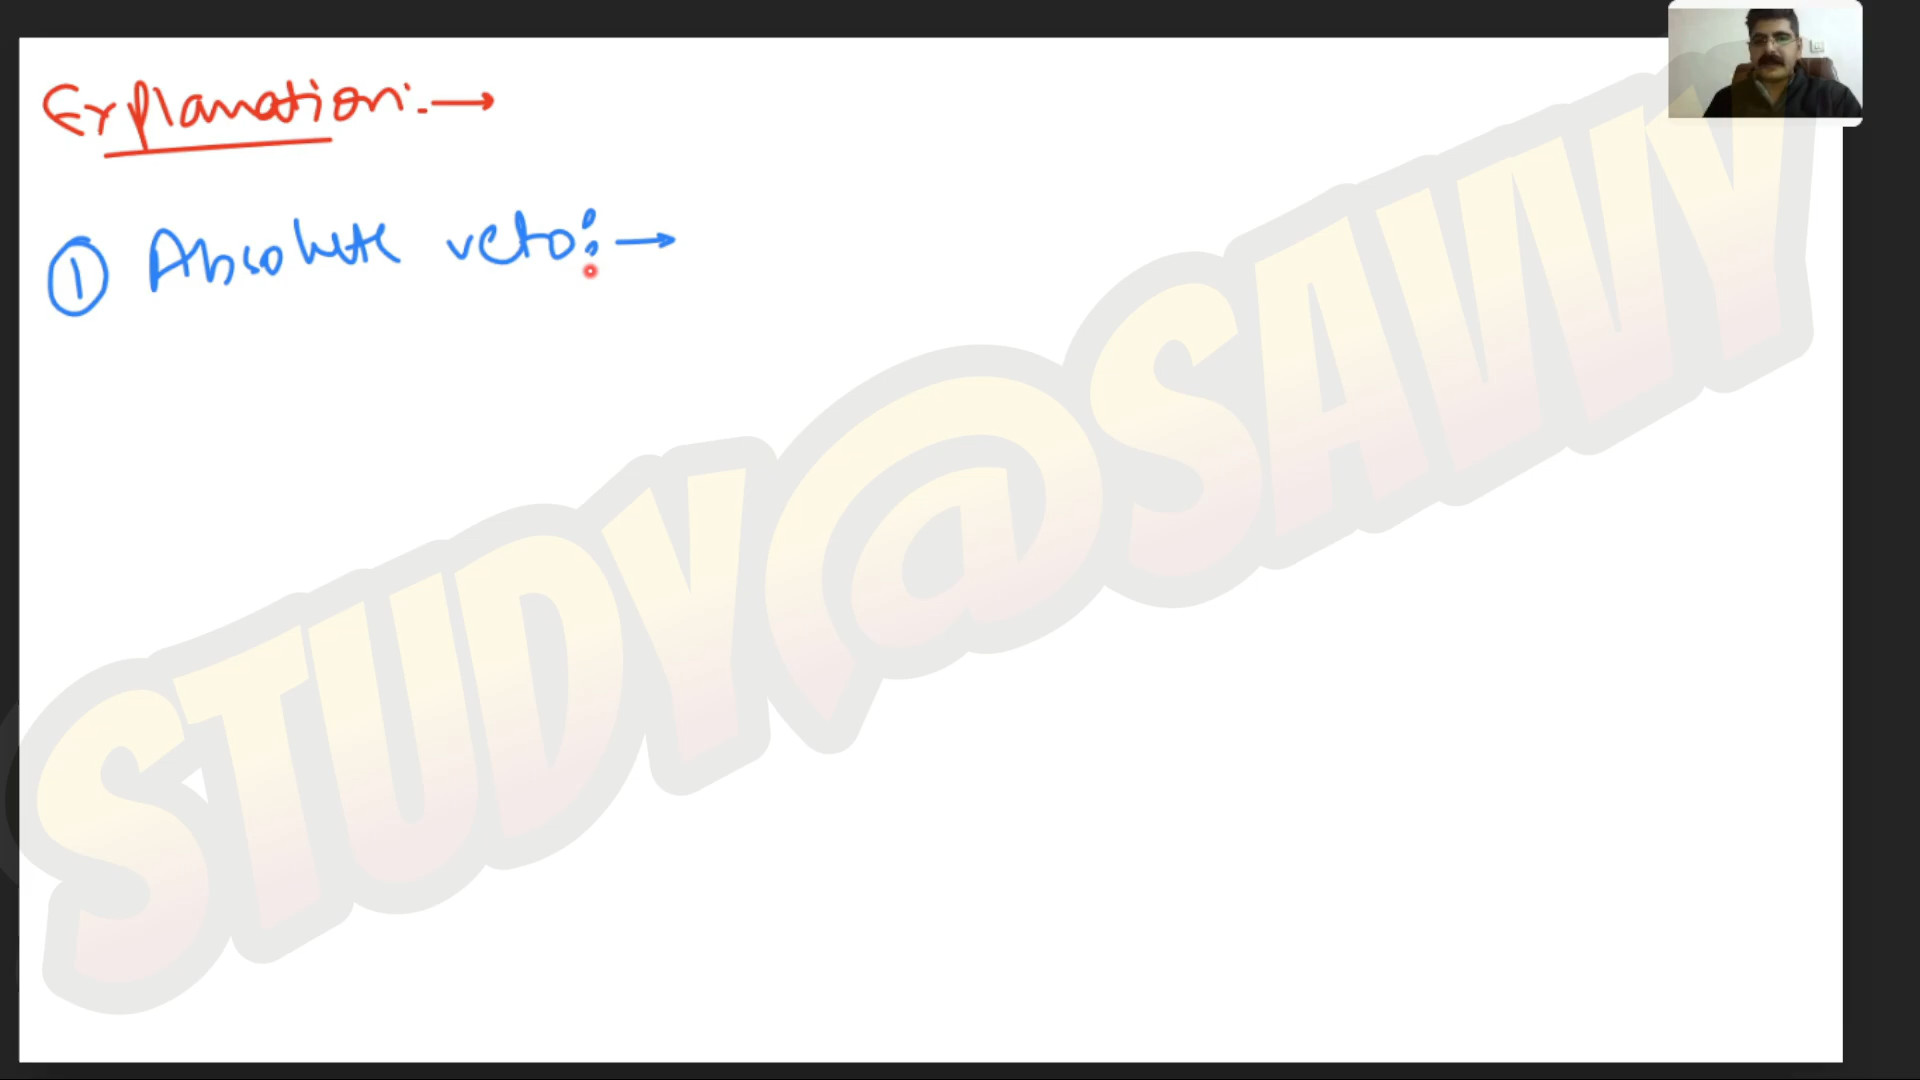 Explanation:- →
① Absolute veto: →
STUDY@SAVVY